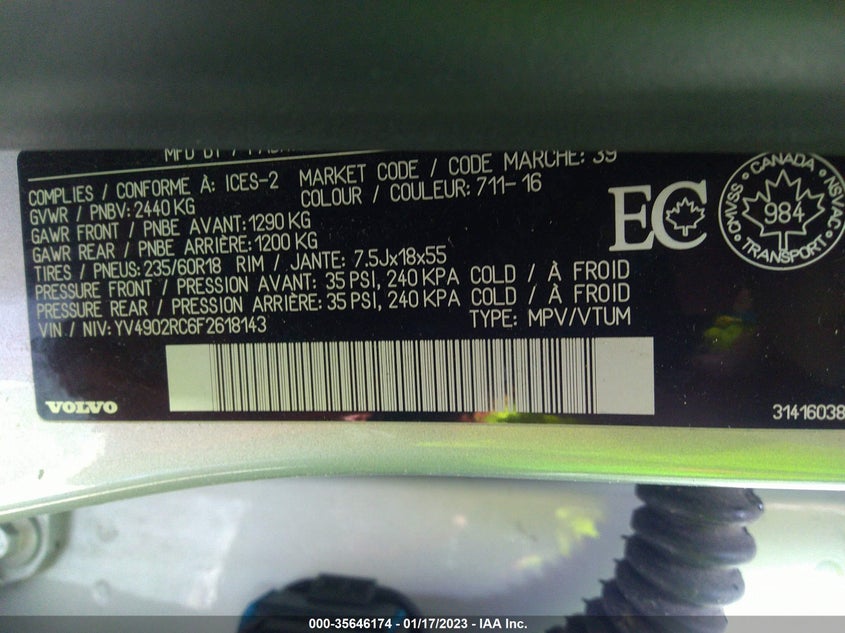 MARKET CODE / CODE MARCHE: 39
COMPLIES / CONFORME À: ICES-2
COLOUR / COULEUR: 711-16
GVWR / PNBV: 2440 KG
GAWR FRONT / PNBE AVANT: 1290 KG
GAWR REAR / PNBE ARRIÈRE: 1200 KG
TIRES / PNEUS: 235/60R18 RIM / JANTE: 7.5Jx18x55
PRESSURE FRONT / PRESSION AVANT: 35 PSI, 240 KPA COLD / À FROID
PRESSURE REAR / PRESSION ARRIÈRE: 35 PSI, 240 KPA COLD / À FROID
VIN / NIV: YV4902RC6F2618143
TYPE: MPV/VTUM
EC
CANADA
CMVSS
NSVAC
984
TRANSPORT
VOLVO
31416038
000-35646174 - 01/17/2023 - IAA Inc.